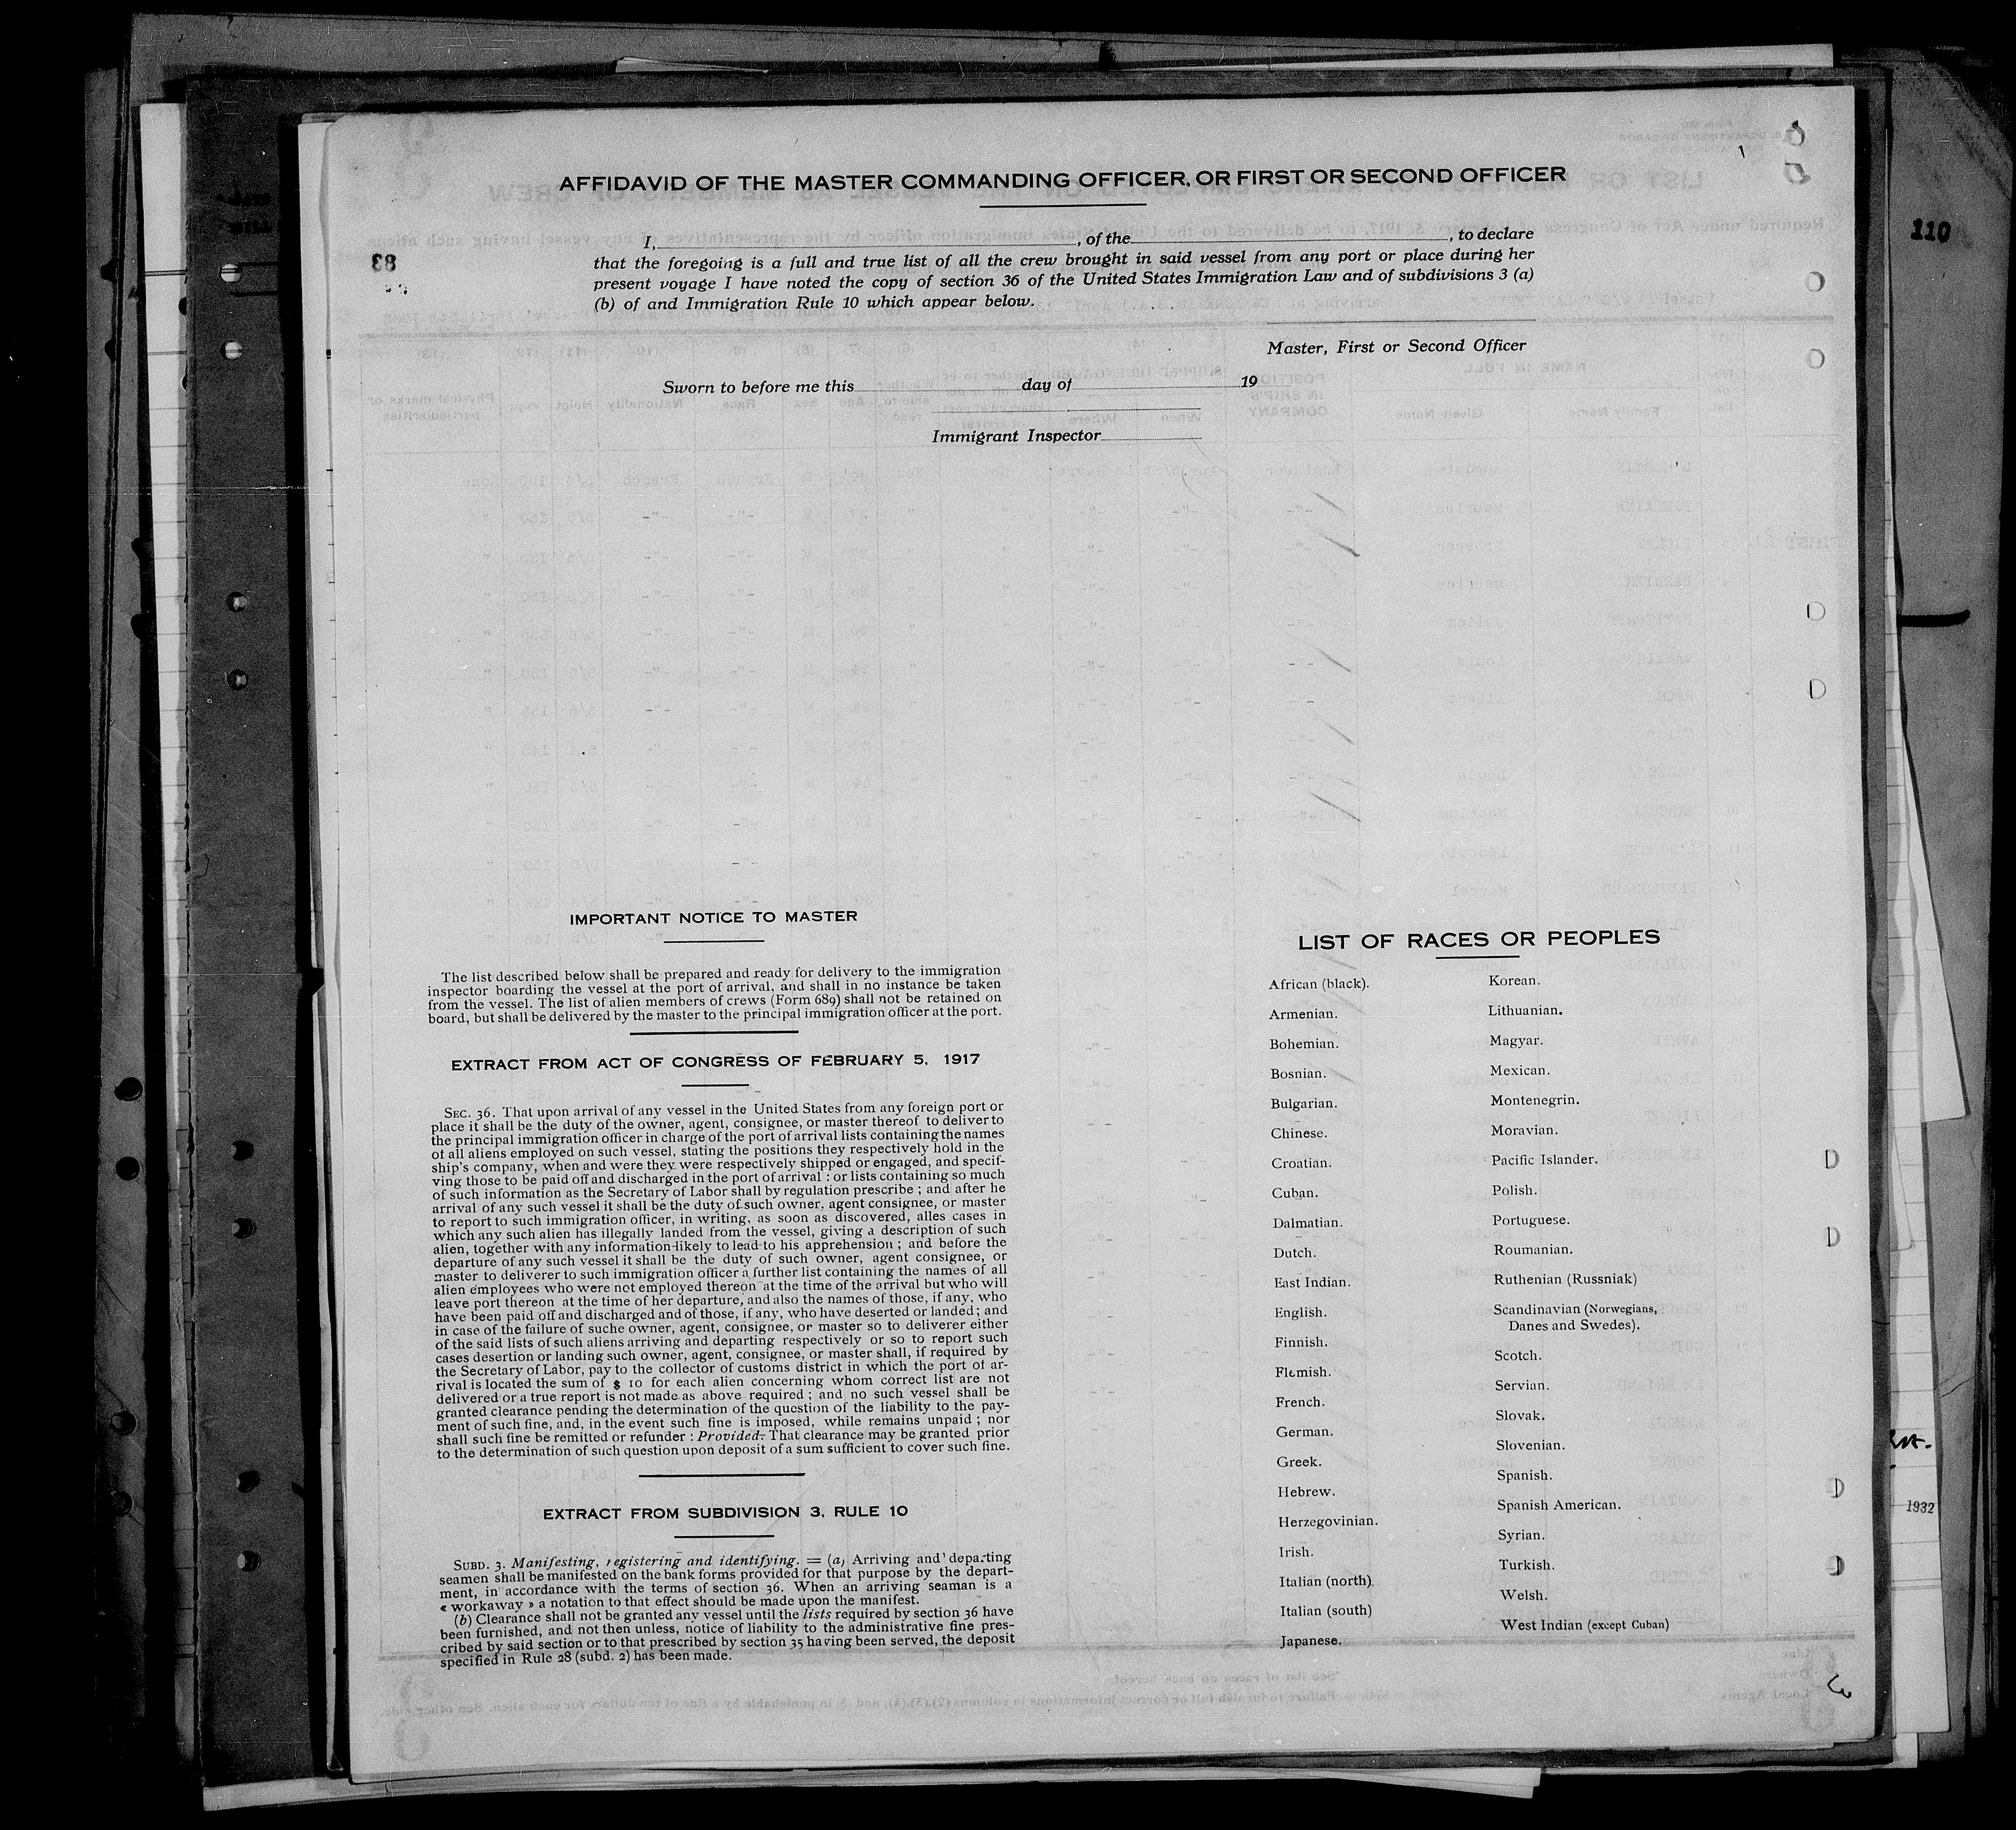 AFFIDAVID OF THE MASTER COMMANDING OFFICER, OR FIRST OR SECOND OFFICER
110
I, , of the , to declare
that the foregoing is a full and true list of all the crew brought in said vessel from any port or place during her
present voyage I have noted the copy of section 36 of the United States Immigration Law and of subdivisions 3 (a)
(b) of and Immigration Rule 10 which appear below.
83
Master, First or Second Officer
Sworn to before me this day of 19
Immigrant Inspector
IMPORTANT NOTICE TO MASTER
The list described below shall be prepared and ready for delivery to the immigration
inspector boarding the vessel at the port of arrival, and shall in no instance be taken
from the vessel. The list of alien members of crews (Form 689) shall not be retained on
board, but shall be delivered by the master to the principal immigration officer at the port.
EXTRACT FROM ACT OF CONGRESS OF FEBRUARY 5, 1917
SEC. 36. That upon arrival of any vessel in the United States from any foreign port or
place it shall be the duty of the owner, agent, consignee, or master thereof to deliver to
the principal immigration officer in charge of the port of arrival lists containing the names
of all aliens employed on such vessel, stating the positions they respectively hold in the
ship's company, when and were they were respectively shipped or engaged, and specif-
ving those to be paid off and discharged in the port of arrival : or lists containing so much
of such information as the Secretary of Labor shall by regulation prescribe ; and after he
arrival of any such vessel it shall be the duty of such owner, agent consignee, or master
to report to such immigration officer, in writing, as soon as discovered, alles cases in
which any such alien has illegally landed from the vessel, giving a description of such
alien, together with any information likely to lead to his apprehension ; and before the
departure of any such vessel it shall be the duty of such owner, agent consignee, or
master to deliverer to such immigration officer a further list containing the names of all
alien employees who were not employed thereon at the time of the arrival but who will
leave port thereon at the time of her departure, and also the names of those, if any, who
have been paid off and discharged and of those, if any, who have deserted or landed ; and
in case of the failure of suche owner, agent, consignee, or master so to deliverer either
of the said lists of such aliens arriving and departing respectively or so to report such
cases desertion or landing such owner, agent, consignee, or master shall, if required by
the Secretary of Labor, pay to the collector of customs district in which the port of ar-
rival is located the sum of $ 10 for each alien concerning whom correct list are not
delivered or a true report is not made as above required ; and no such vessel shall be
granted clearance pending the determination of the question of the liability to the pay-
ment of such fine, and, in the event such fine is imposed, while remains unpaid ; nor
shall such fine be remitted or refunder : Provided: That clearance may be granted prior
to the determination of such question upon deposit of a sum sufficient to cover such fine.
EXTRACT FROM SUBDIVISION 3, RULE 10
SUBD. 3. Manifesting, registering and identifying. = (a) Arriving and departing
seamen shall be manifested on the bank forms provided for that purpose by the depart-
ment, in accordance with the terms of section 36. When an arriving seaman is a
« workaway » a notation to that effect should be made upon the manifest.
(b) Clearance shall not be granted any vessel until the lists required by section 36 have
been furnished, and not then unless, notice of liability to the administrative fine pres-
cribed by said section or to that prescribed by section 35 having been served, the deposit
specified in Rule 28 (subd. 2) has been made.
LIST OF RACES OR PEOPLES
African (black).
Armenian.
Bohemian.
Bosnian.
Bulgarian.
Chinese.
Croatian.
Cuban.
Dalmatian.
Dutch.
East Indian.
English.
Finnish.
Flemish.
French.
German.
Greek.
Hebrew.
Herzegovinian.
Irish.
Italian (north)
Italian (south)
Japanese.
Korean.
Lithuanian.
Magyar.
Mexican.
Montenegrin.
Moravian.
Pacific Islander.
Polish.
Portuguese.
Roumanian.
Ruthenian (Russniak)
Scandinavian (Norwegians,
Danes and Swedes).
Scotch.
Servian.
Slovak.
Slovenian.
Spanish.
Spanish American.
Syrian.
Turkish.
Welsh.
West Indian (except Cuban)
1932